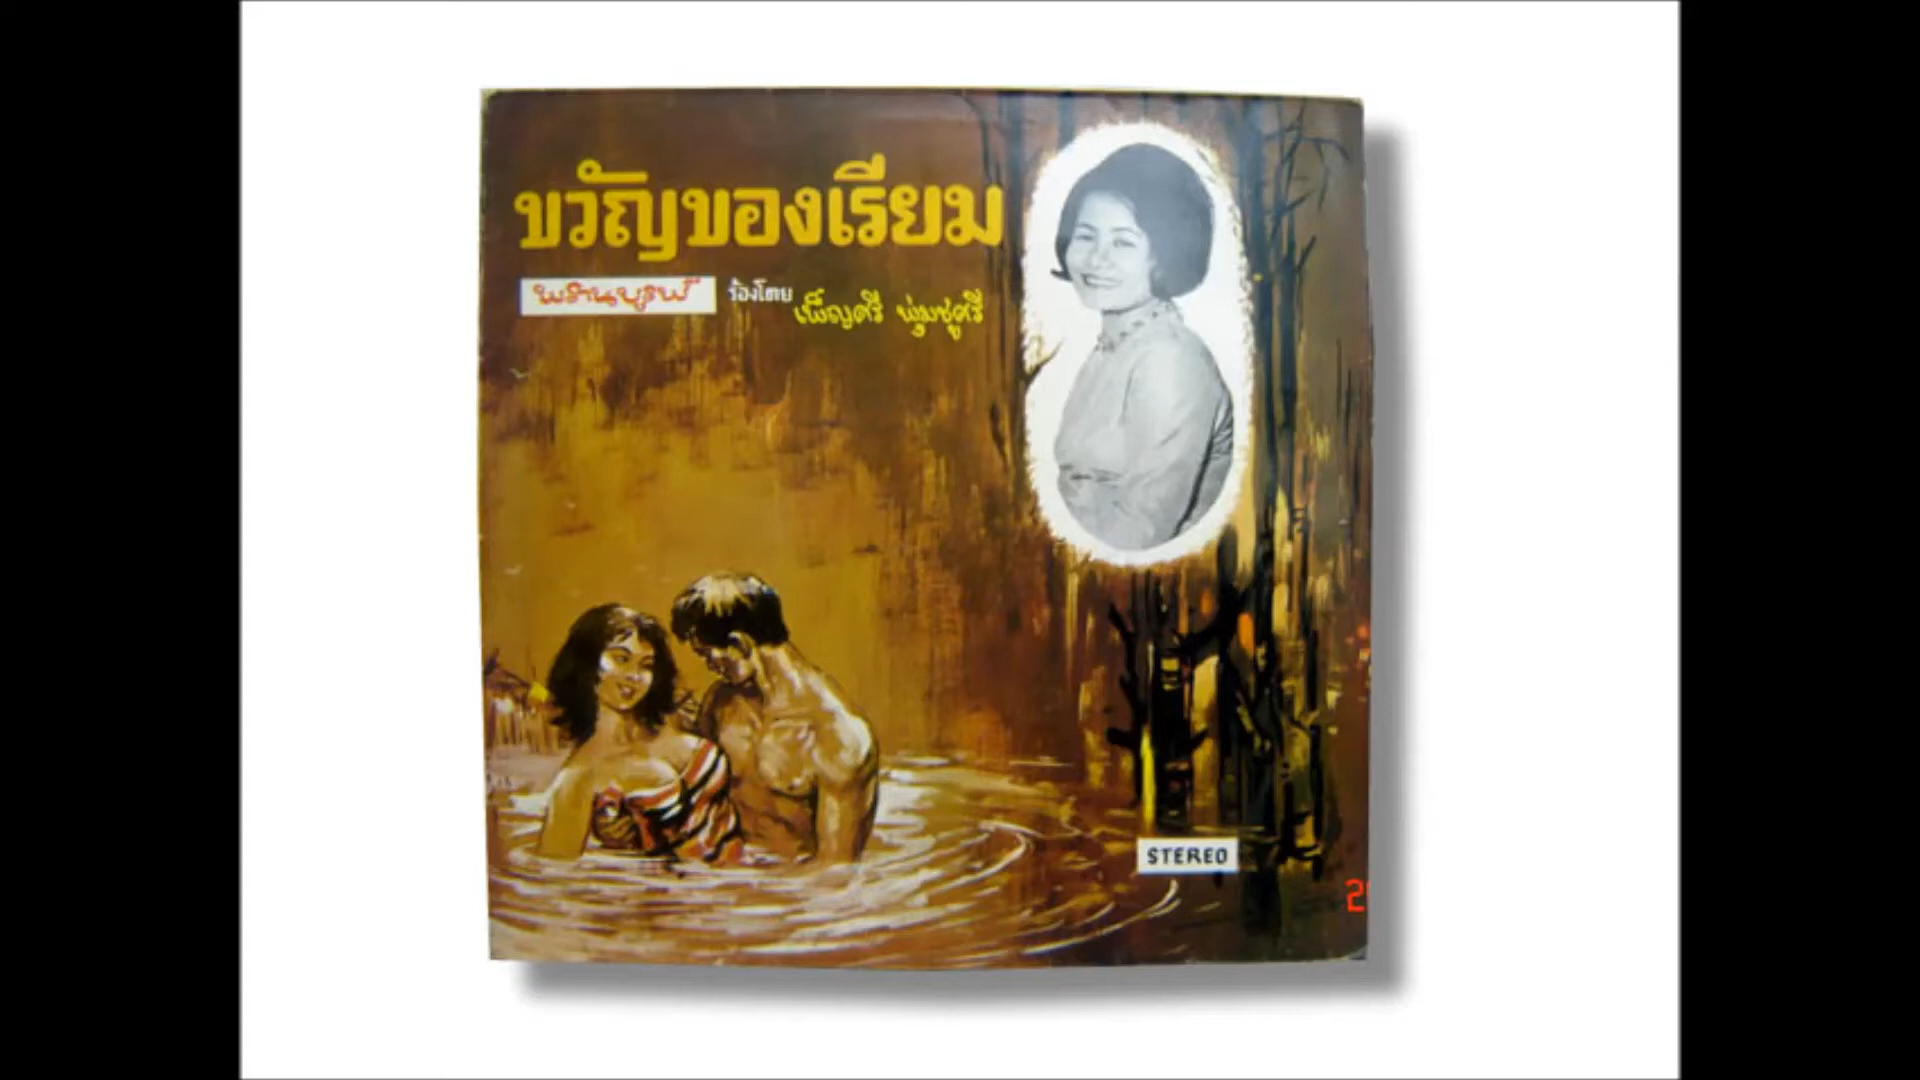 ขวัญของเรียม
พรานบูรพ์
ร้องโดย
เพ็ญศรี พุ่มชูศรี
STEREO
2